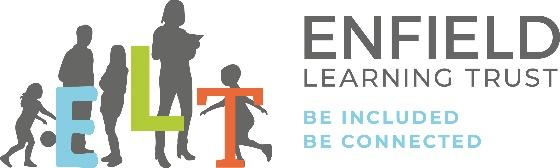 ELT
ENFIELD
LEARNING TRUST
BE INCLUDED
BE CONNECTED